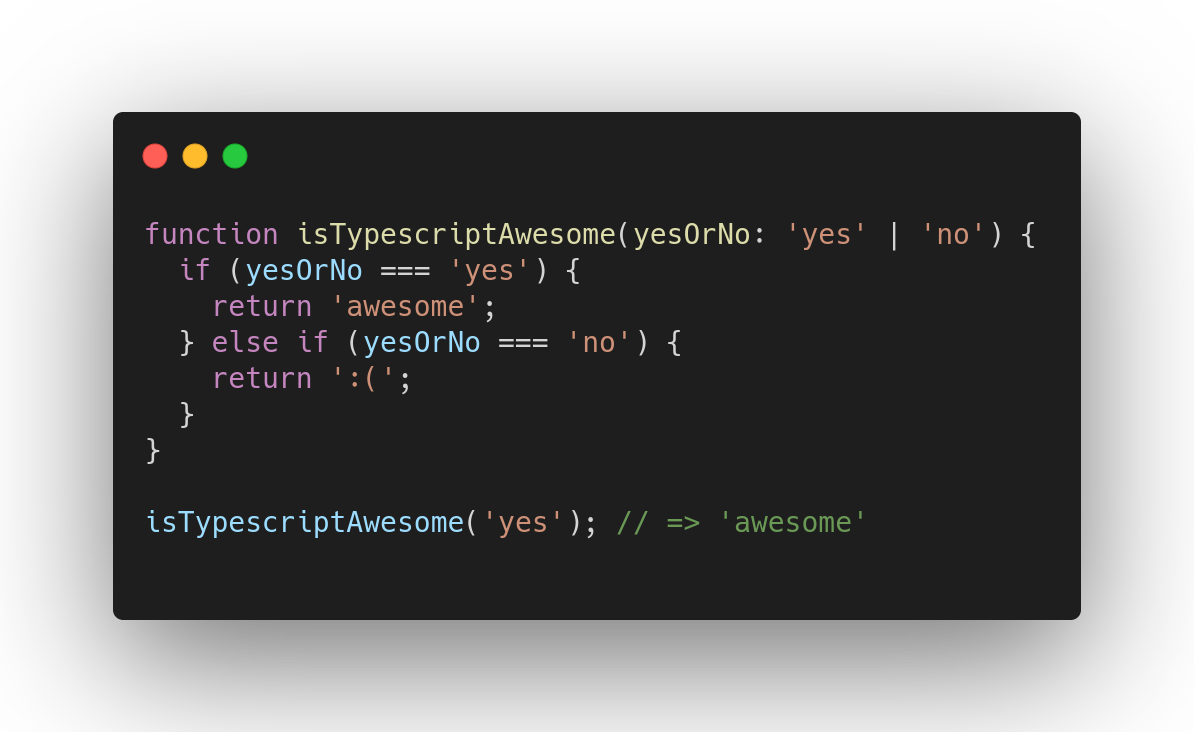 function isTypescriptAwesome(yesOrNo: 'yes' | 'no') {
  if (yesOrNo === 'yes') {
    return 'awesome';
  } else if (yesOrNo === 'no') {
    return ':(';
  }
}

isTypescriptAwesome('yes'); // => 'awesome'